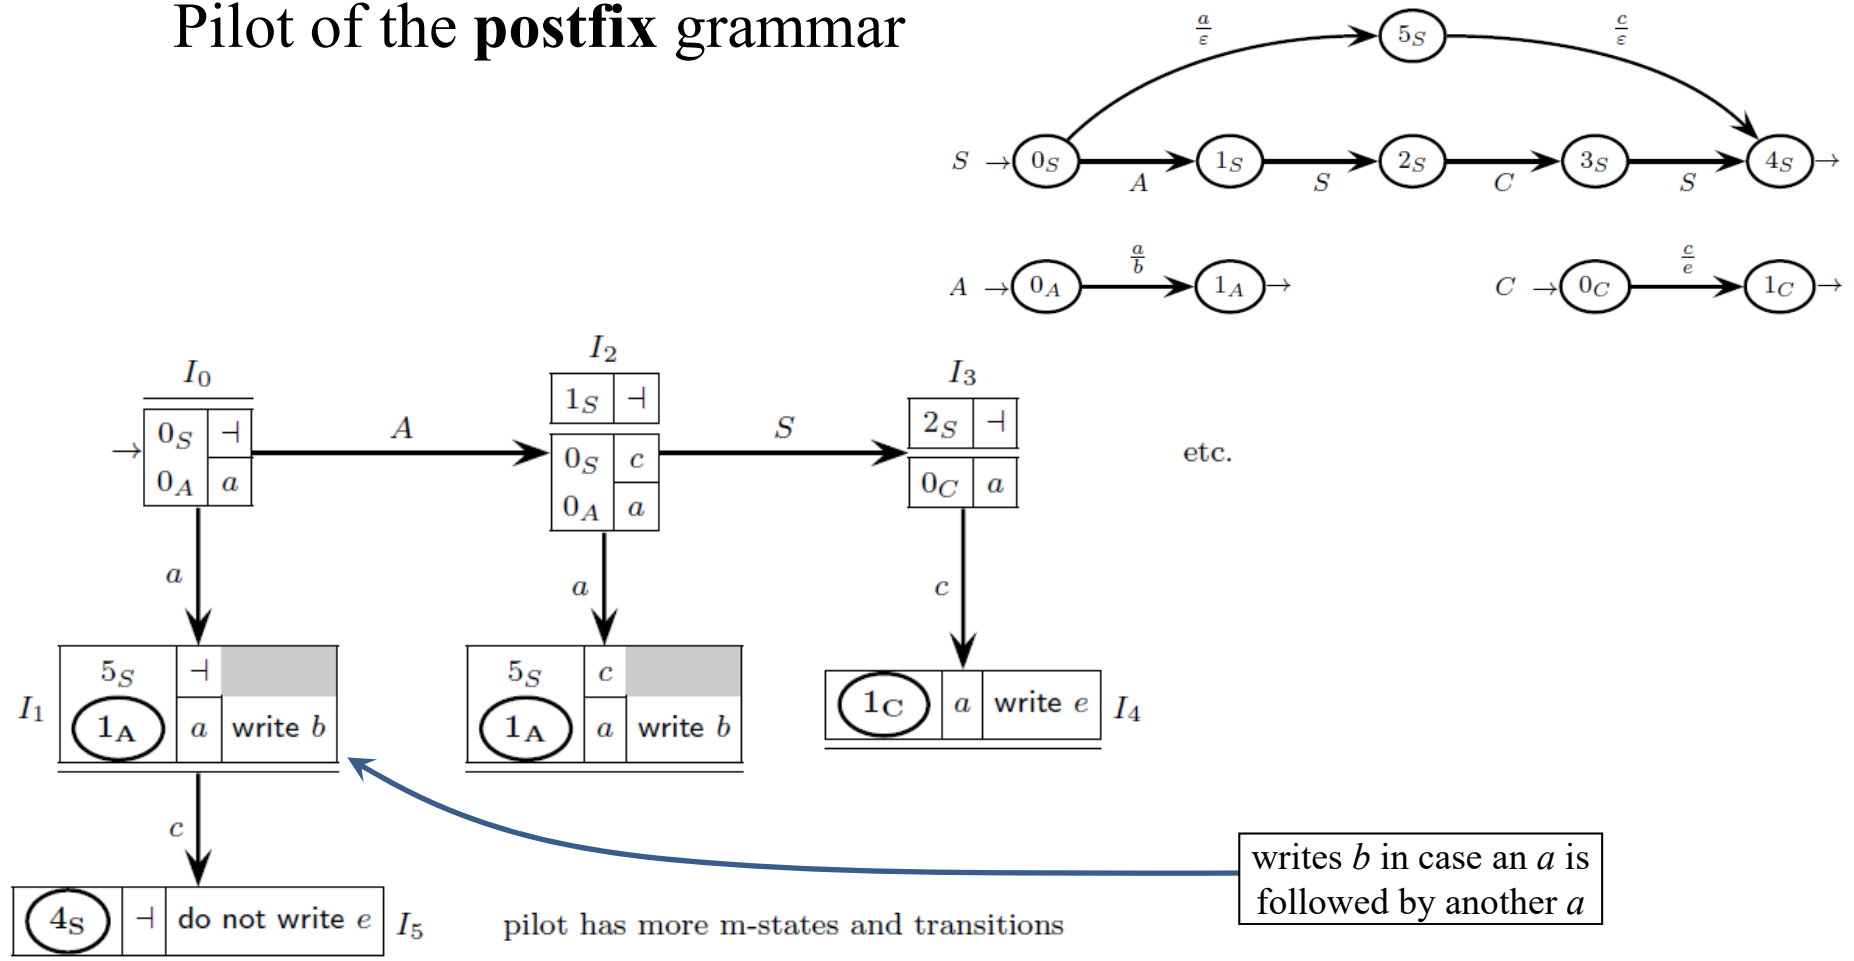 Pilot of the postfix grammar
a/ε
5S
c/ε
S → 0S A 1S S 2S C 3S S 4S →
A → 0A a/b 1A →
C → 0C c/e 1C →
I0
→ 0S ⊣
0A a
A
I2
1S ⊣
0S c
0A a
S
I3
2S ⊣
0C a
etc.
a
a
c
I1
5S ⊣
1A a write b
5S c
1A a write b
1C a write e I4
c
4S ⊣ do not write e I5
pilot has more m-states and transitions
writes b in case an a is
followed by another a